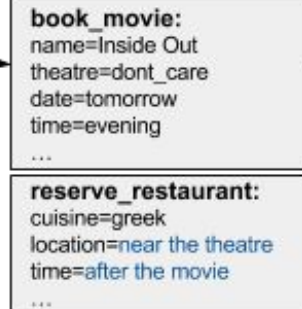 book_movie:
name=Inside Out
theatre=dont_care
date=tomorrow
time=evening
...
reserve_restaurant:
cuisine=greek
location=near the theatre
time=after the movie
...